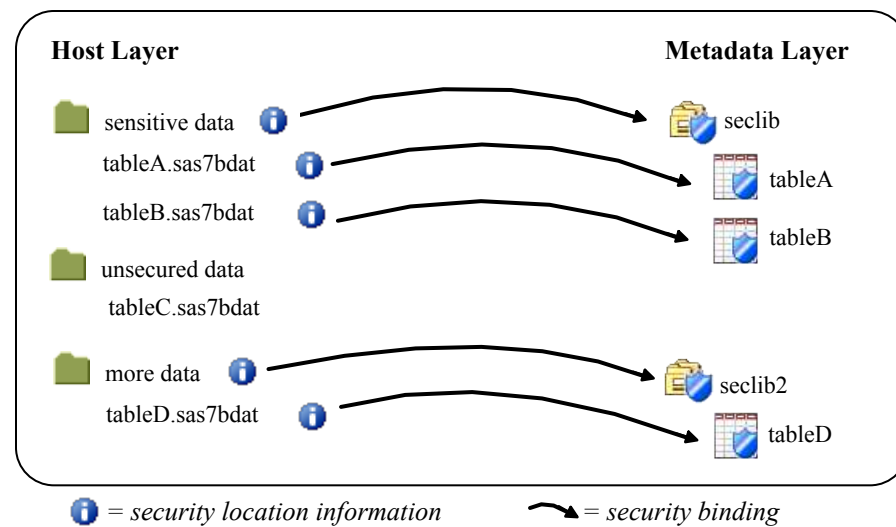 Host Layer
Metadata Layer
sensitive data
seclib
tableA.sas7bdat
tableA
tableB.sas7bdat
tableB
unsecured data
tableC.sas7bdat
more data
seclib2
tableD.sas7bdat
tableD
= security location information
= security binding